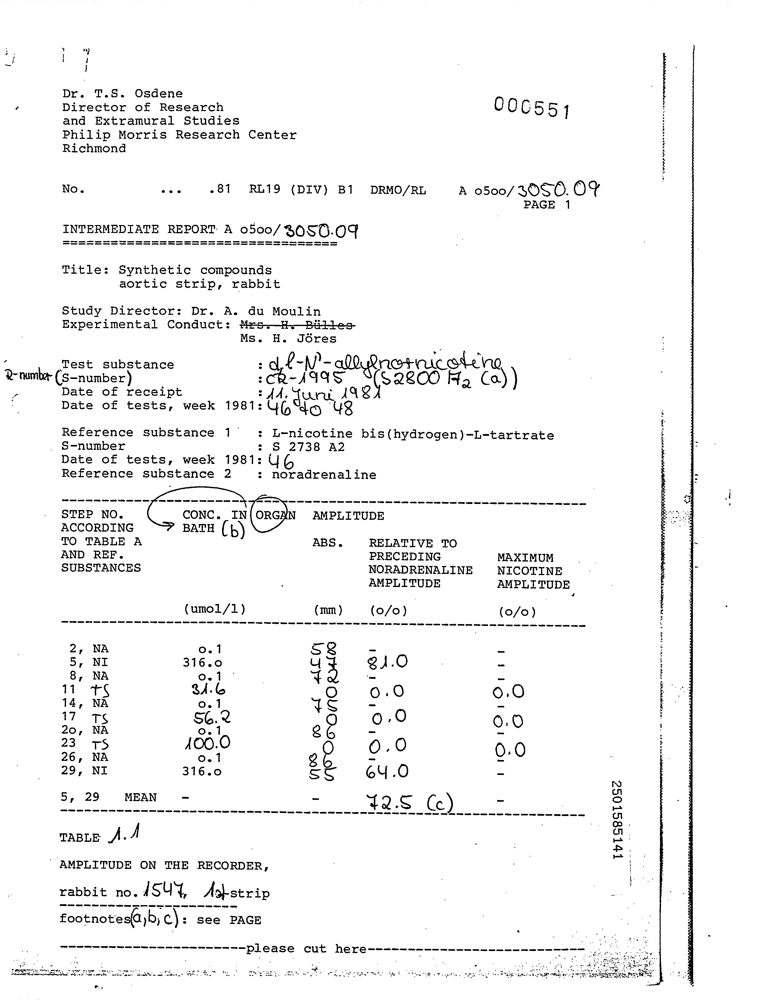 Dr. T.S. Osdene
Director of Research
and Extramural Studies
Philip Morris Research Center
Richmond
000551
No. ... .81 RL19 (DIV) B1 DRMO/RL A o500/3050.09
PAGE 1
INTERMEDIATE REPORT A o500/3050.09
==================================
Title: Synthetic compounds
aortic strip, rabbit
Study Director: Dr. A. du Moulin
Experimental Conduct: Mrs. H. Bülles
Ms. H. Jöres
Test substance : d,l-N'-allylnornicotine
R-number (S-number) : CR-1995 (S2800 H2 (a))
Date of receipt : 11. Juni 1981
Date of tests, week 1981: 46 to 48
Reference substance 1 : L-nicotine bis(hydrogen)-L-tartrate
S-number : S 2738 A2
Date of tests, week 1981: 46
Reference substance 2 : noradrenaline
STEP NO. CONC. IN ORGAN AMPLITUDE
ACCORDING BATH (b)
TO TABLE A ABS. RELATIVE TO
AND REF. PRECEDING MAXIMUM
SUBSTANCES NORADRENALINE NICOTINE
AMPLITUDE AMPLITUDE
(umol/l) (mm) (o/o) (o/o)
2, NA o.1 58 - -
5, NI 316.o 47 81.0 -
8, NA o.1 72 - -
11 TS 31.6 0 0.0 0.0
14, NA o.1 75 - -
17 TS 56.2 0 0.0 0.0
2o, NA o.1 86 - -
23 TS 100.0 0 0.0 0.0
26, NA o.1 86 - -
29, NI 316.o 55 64.0 -
5, 29 MEAN - - 72.5 (c) -
TABLE 1.1
AMPLITUDE ON THE RECORDER,
rabbit no. 1547, 1st strip
footnotes(a,b,c): see PAGE
-----------------------please cut here---------------------------
2501585141